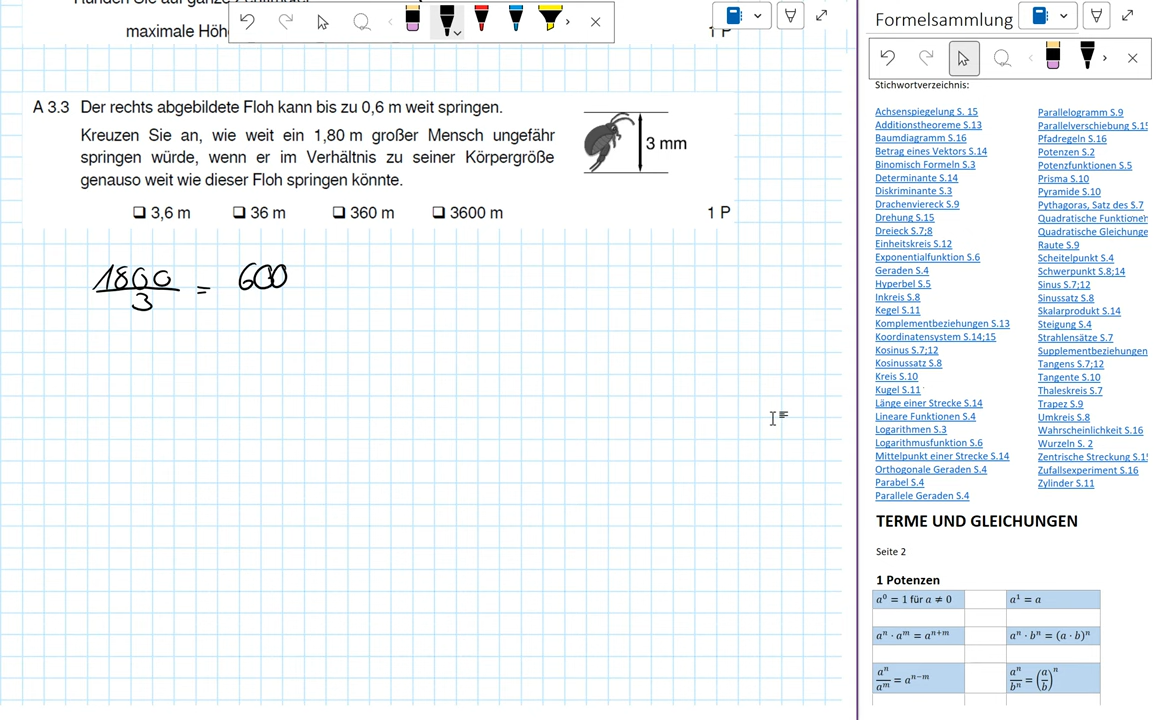 maximale Höh
1 P
A 3.3 Der rechts abgebildete Floh kann bis zu 0,6 m weit springen.
Kreuzen Sie an, wie weit ein 1,80 m großer Mensch ungefähr
springen würde, wenn er im Verhältnis zu seiner Körpergröße
genauso weit wie dieser Floh springen könnte.
3 mm
❑ 3,6 m ❑ 36 m ❑ 360 m ❑ 3600 m 1 P
1800/3 = 600
Formelsammlung
Stichwortverzeichnis:
Achsenspiegelung S. 15
Additionstheoreme S.13
Baumdiagramm S.16
Betrag eines Vektors S.14
Binomisch Formeln S.3
Determinante S.14
Diskriminante S.3
Drachenviereck S.9
Drehung S.15
Dreieck S.7;8
Einheitskreis S.12
Exponentialfunktion S.6
Geraden S.4
Hyperbel S.5
Inkreis S.8
Kegel S.11
Komplementbeziehungen S.13
Koordinatensystem S.14;15
Kosinus S.7;12
Kosinussatz S.8
Kreis S.10
Kugel S.11
Länge einer Strecke S.14
Lineare Funktionen S.4
Logarithmen S.3
Logarithmusfunktion S.6
Mittelpunkt einer Strecke S.14
Orthogonale Geraden S.4
Parabel S.4
Parallele Geraden S.4
Parallelogramm S.9
Parallelverschiebung S.15
Pfadregeln S.16
Potenzen S.2
Potenzfunktionen S.5
Prisma S.10
Pyramide S.10
Pythagoras, Satz des S.7
Quadratische Funktionen
Quadratische Gleichunge
Raute S.9
Scheitelpunkt S.4
Schwerpunkt S.8;14
Sinus S.7;12
Sinussatz S.8
Skalarprodukt S.14
Steigung S.4
Strahlensätze S.7
Supplementbeziehungen
Tangens S.7;12
Tangente S.10
Thaleskreis S.7
Trapez S.9
Umkreis S.8
Wahrscheinlichkeit S.16
Wurzeln S. 2
Zentrische Streckung S.15
Zufallsexperiment S.16
Zylinder S.11
TERME UND GLEICHUNGEN
Seite 2
1 Potenzen
a⁰ = 1 für a ≠ 0 a¹ = a
aⁿ · aᵐ = aⁿ⁺ᵐ aⁿ · bⁿ = (a · b)ⁿ
aⁿ/aᵐ = aⁿ⁻ᵐ aⁿ/bⁿ = (a/b)ⁿ